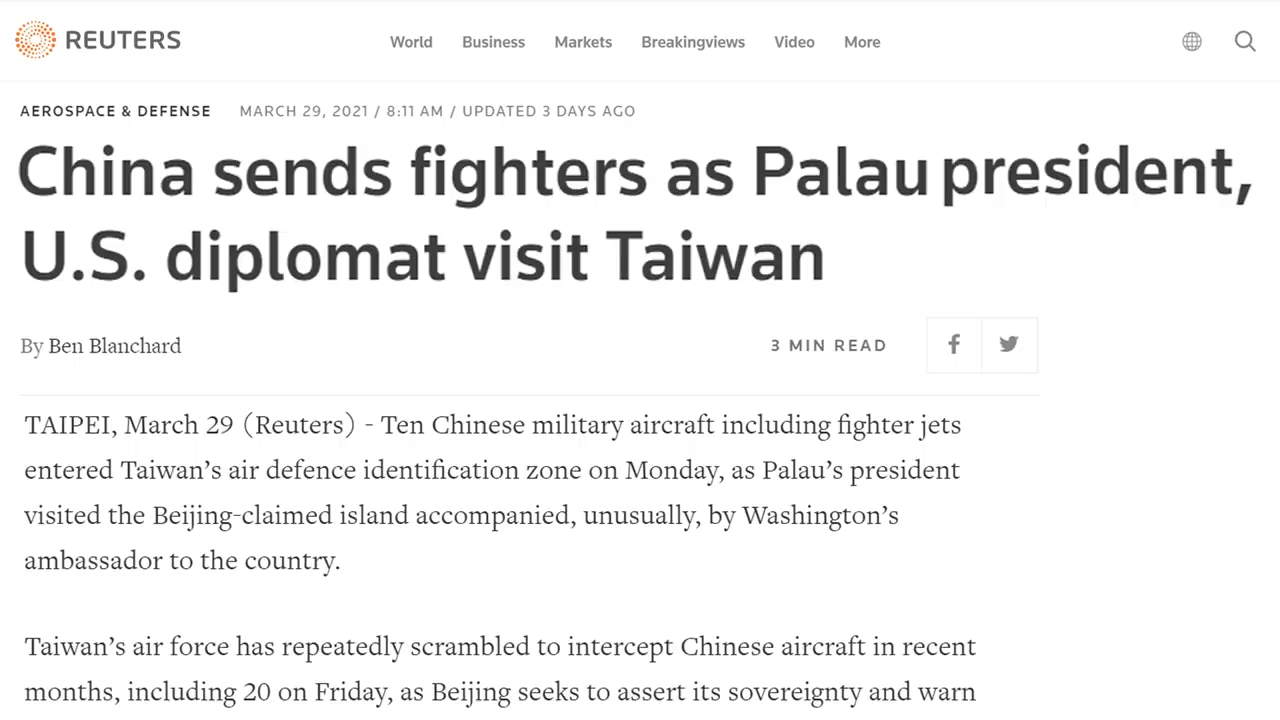 REUTERS
World Business Markets Breakingviews Video More
AEROSPACE & DEFENSE MARCH 29, 2021 / 8:11 AM / UPDATED 3 DAYS AGO
China sends fighters as Palau president,
U.S. diplomat visit Taiwan
By Ben Blanchard 3 MIN READ
TAIPEI, March 29 (Reuters) - Ten Chinese military aircraft including fighter jets
entered Taiwan’s air defence identification zone on Monday, as Palau’s president
visited the Beijing-claimed island accompanied, unusually, by Washington’s
ambassador to the country.
Taiwan’s air force has repeatedly scrambled to intercept Chinese aircraft in recent
months, including 20 on Friday, as Beijing seeks to assert its sovereignty and warn